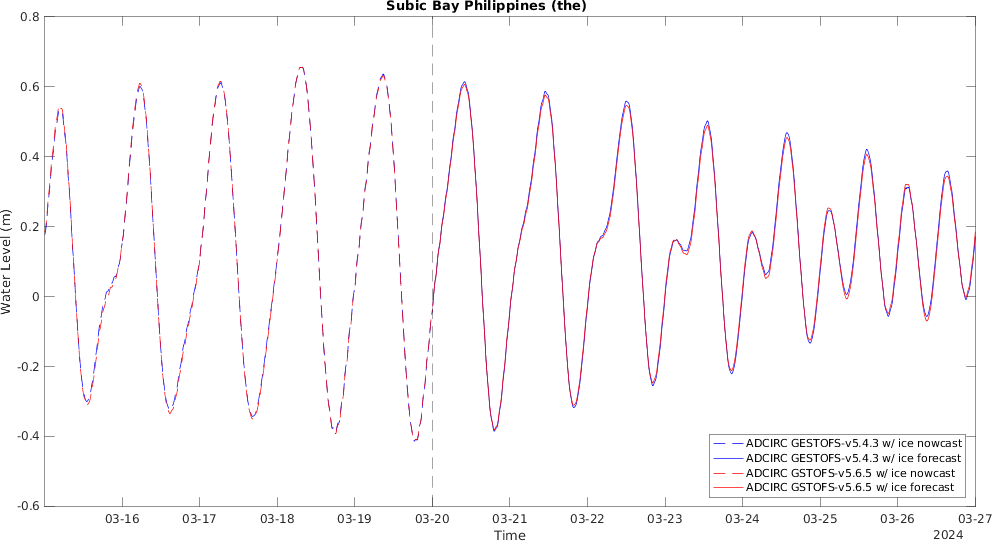 Subic Bay Philippines (the)
0.8
0.6
0.4
0.2
0
-0.2
-0.4
-0.6
Water Level (m)
03-16 03-17 03-18 03-19 03-20 03-21 03-22 03-23 03-24 03-25 03-26 03-27
Time
2024
ADCIRC GESTOFS-v5.4.3 w/ ice nowcast
ADCIRC GESTOFS-v5.4.3 w/ ice forecast
ADCIRC GSTOFS-v5.6.5 w/ ice nowcast
ADCIRC GSTOFS-v5.6.5 w/ ice forecast